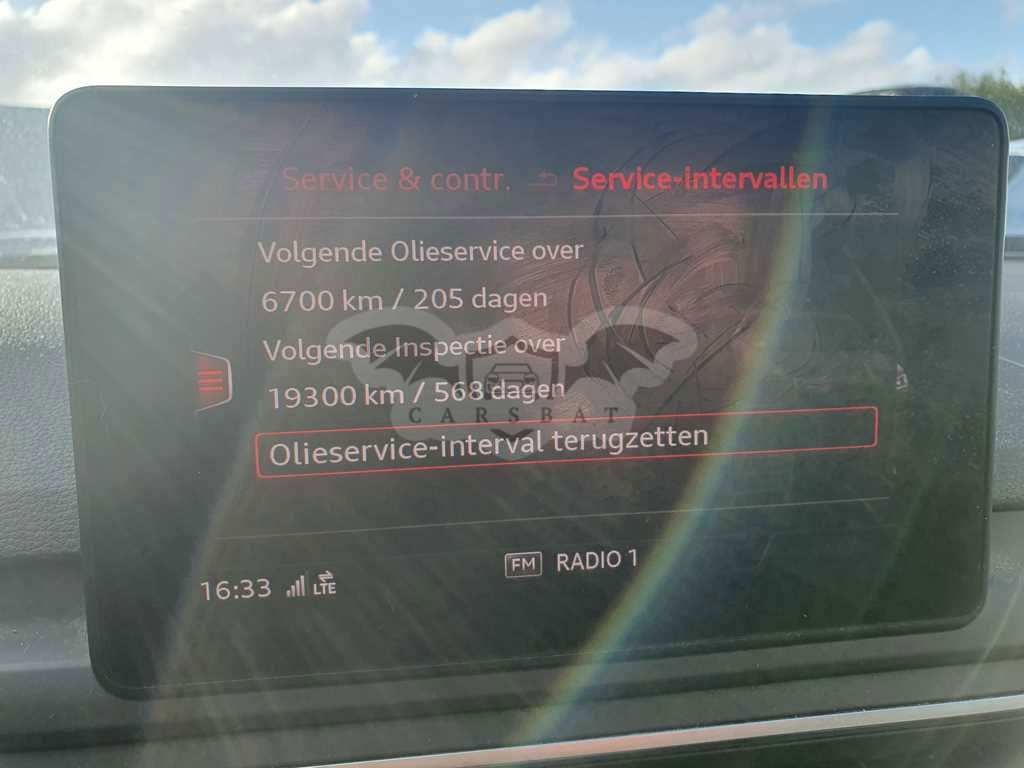 Service & contr. Service-intervallen
Volgende Olieservice over
6700 km / 205 dagen
Volgende Inspectie over
19300 km / 568 dagen
CARSBAT
Olieservice-interval terugzetten
16:33 LTE FM RADIO 1